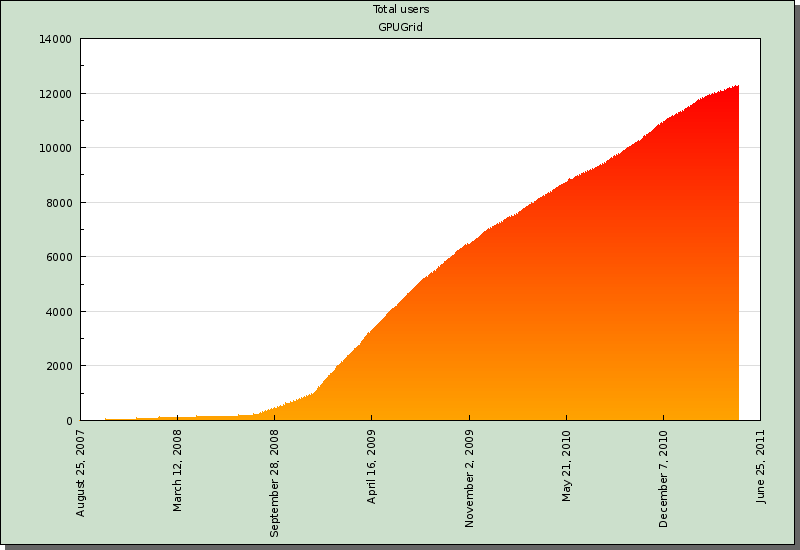 Total users
GPUGrid
14000
12000
10000
8000
6000
4000
2000
0
August 25, 2007
March 12, 2008
September 28, 2008
April 16, 2009
November 2, 2009
May 21, 2010
December 7, 2010
June 25, 2011